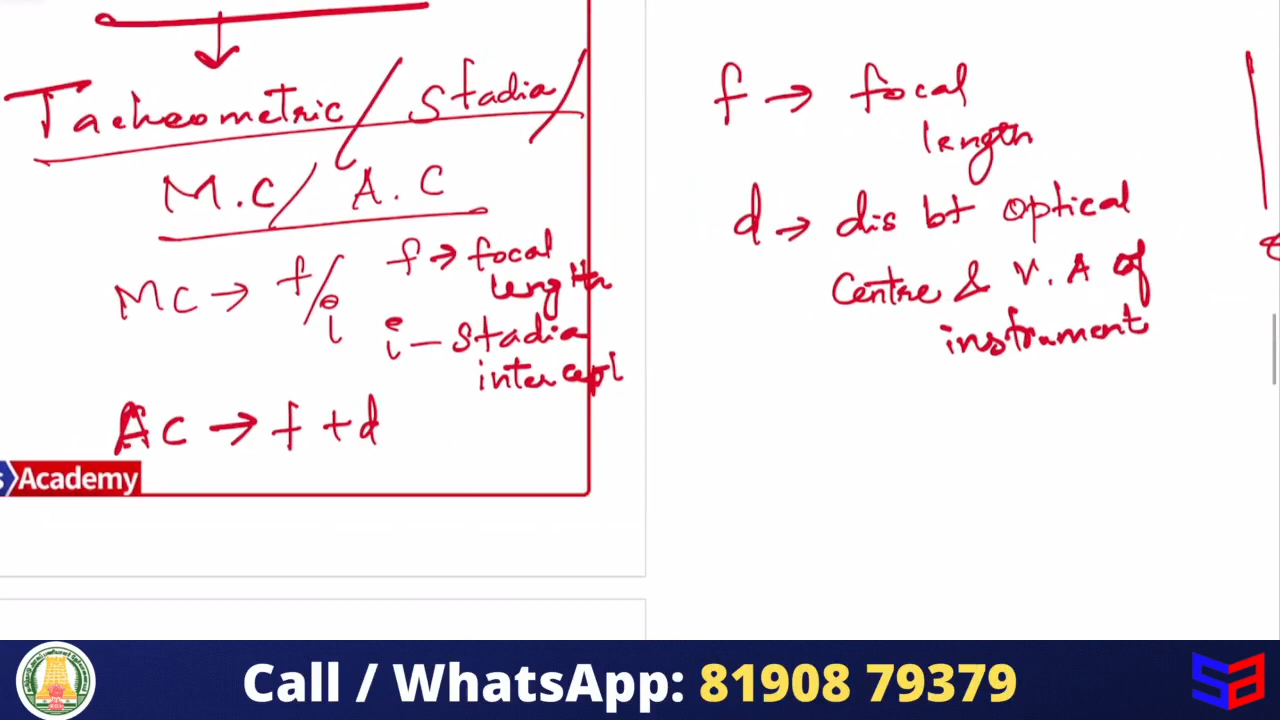 Tacheometric / Stadia /
M.C / A.C
MC → f/i
f → focal
length
i – stadia
intercept
AC → f + d
s Academy
f → focal
length
d → dis bt optical
Centre & V.A of
instrument
Call / WhatsApp: 81908 79379